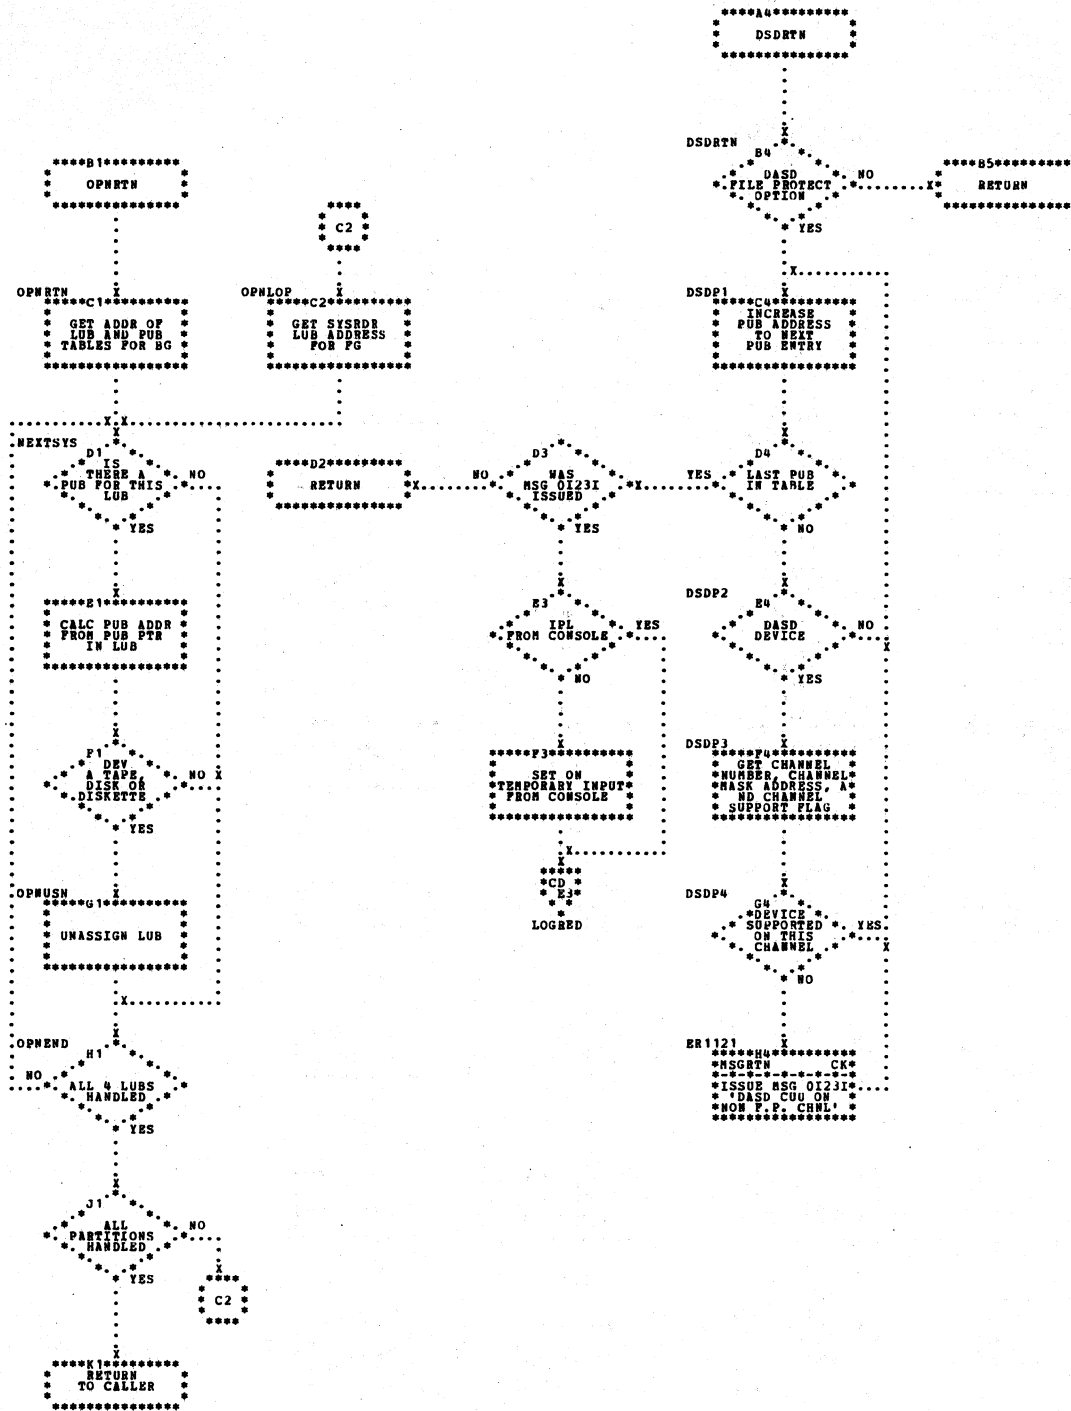 A4
DSDRTN
DSDRTN
B4
DASD
FILE PROTECT
OPTION
NO
YES
B5
RETURN
B1
OPNRTN
C2
OPNRTN
C1
GET ADDR OF
LUB AND PUB
TABLES FOR BG
OPNLOP
C2
GET SYSRDR
LUB ADDRESS
FOR FG
DSDP1
C4
INCREASE
PUB ADDRESS
TO NEXT
PUB ENTRY
NEXTSYS
D1
IS
THERE A
PUB FOR THIS
LUB
NO
YES
D2
RETURN
D3
WAS
MSG 0I23I
ISSUED
NO
YES
D4
LAST PUB
IN TABLE
YES
NO
E1
CALC PUB ADDR
FROM PUB PTR
IN LUB
E3
IPL
FROM CONSOLE
YES
NO
DSDP2
E4
DASD
DEVICE
NO
YES
F1
DEV
A TAPE,
DISK OR
DISKETTE
NO
YES
F3
SET ON
TEMPORARY INPUT
FROM CONSOLE
DSDP3
F4
GET CHANNEL
NUMBER, CHANNEL
MASK ADDRESS, A
ND CHANNEL
SUPPORT FLAG
OPNUSN
G1
UNASSIGN LUB
CD
E3
LOGRED
DSDP4
G4
DEVICE
SUPPORTED
ON THIS
CHANNEL
YES
NO
OPNEND
H1
ALL 4 LUBS
HANDLED
NO
YES
ER1121
H4
MSGRTN CK
ISSUE MSG 0I23I
'DASD CUU ON
NON F.P. CHNL'
J1
ALL
PARTITIONS
HANDLED
NO
YES
C2
K1
RETURN
TO CALLER